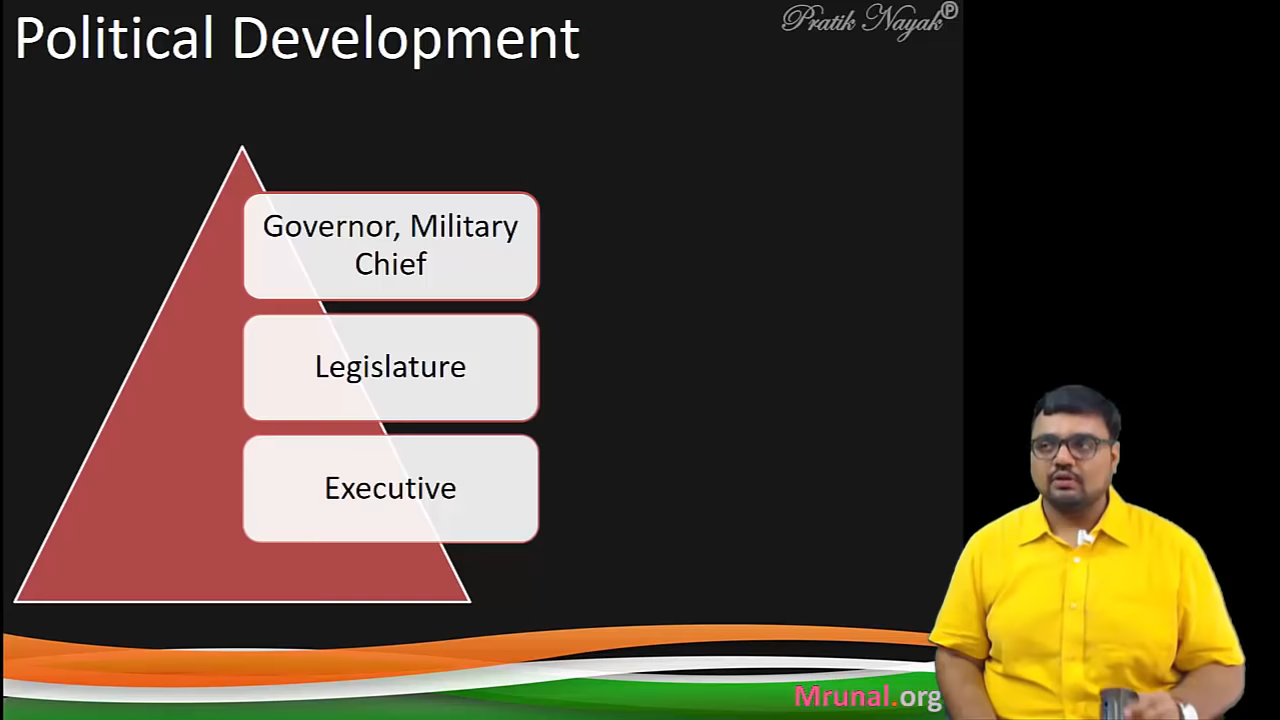 Political Development
Pratik Nayak℗
Governor, Military
Chief
Legislature
Executive
Mrunal.org